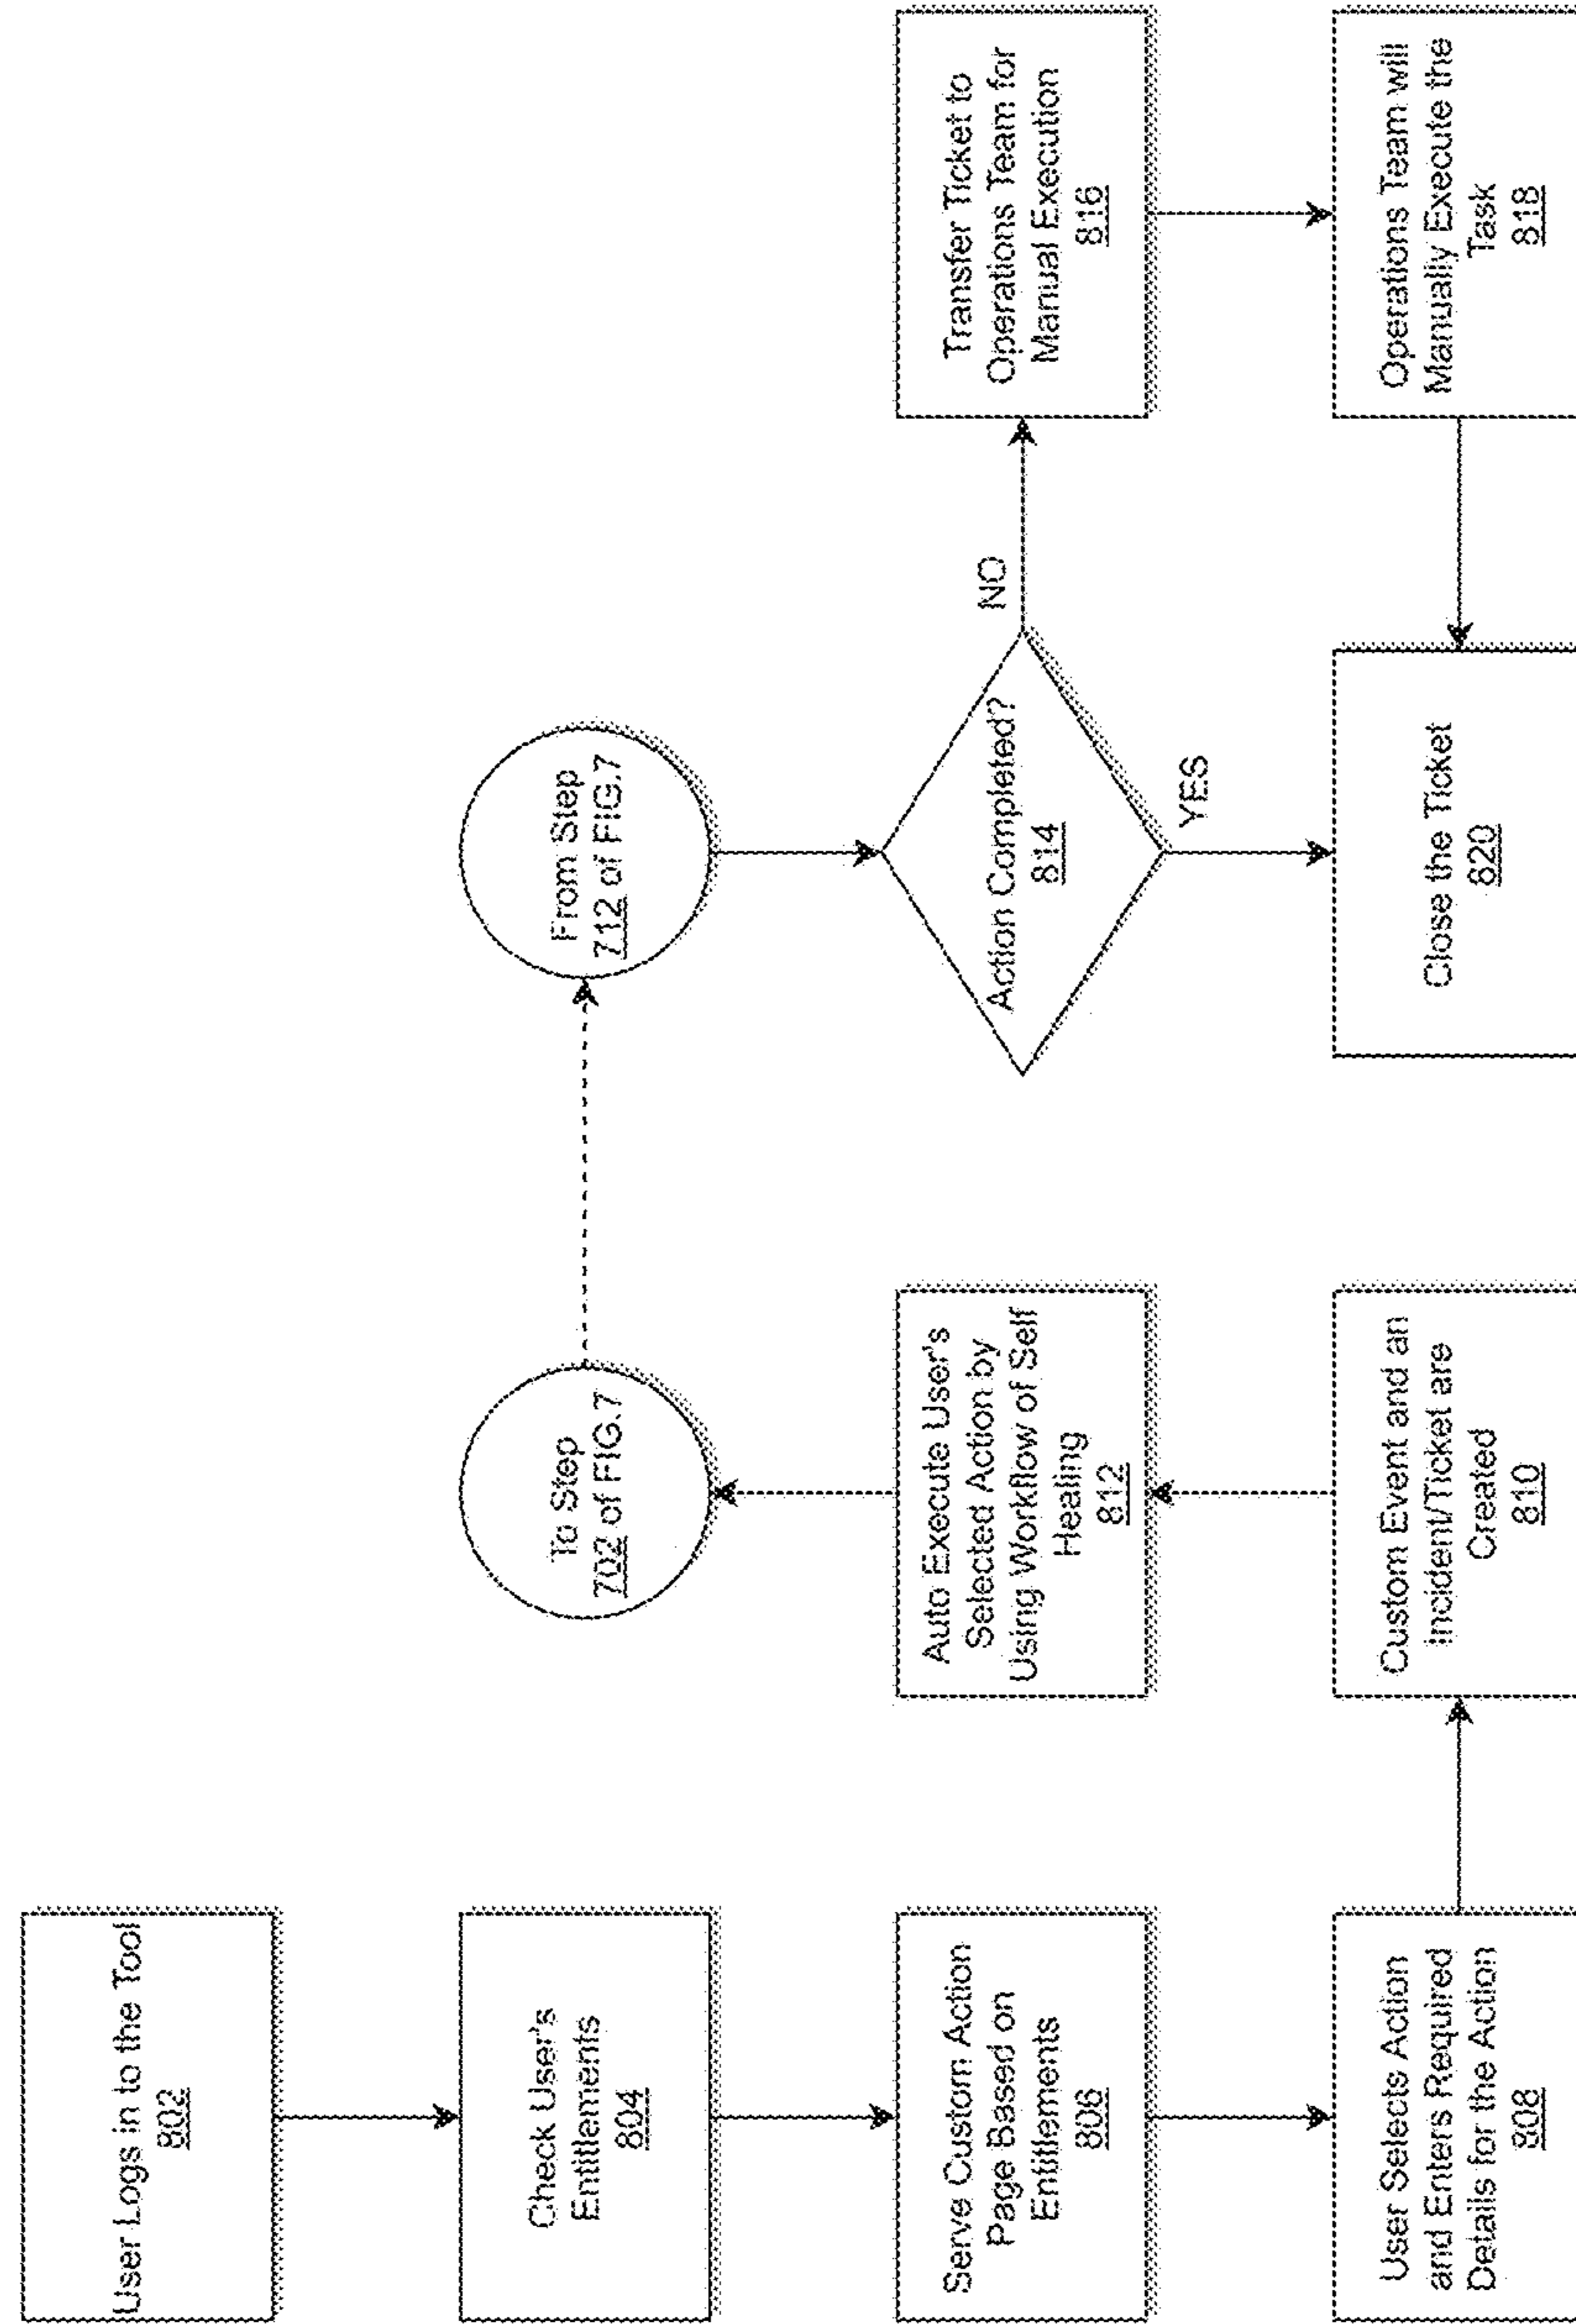 User Logs in to the Tool
802
Check User's
Entitlements
804
Serve Custom Action
Page Based on
Entitlements
806
User Selects Action
and Enters Required
Details for the Action
808
Custom Event and an
Incident/Ticket are
Created
810
Auto Execute User's
Selected Action by
Using Workflow of Self
Healing
812
To Step
702 of FIG.7
From Step
712 of FIG.7
Action Completed?
814
NO
YES
Transfer Ticket to
Operations Team for
Manual Execution
816
Operations Team will
Manually Execute the
Task
818
Close the Ticket
820